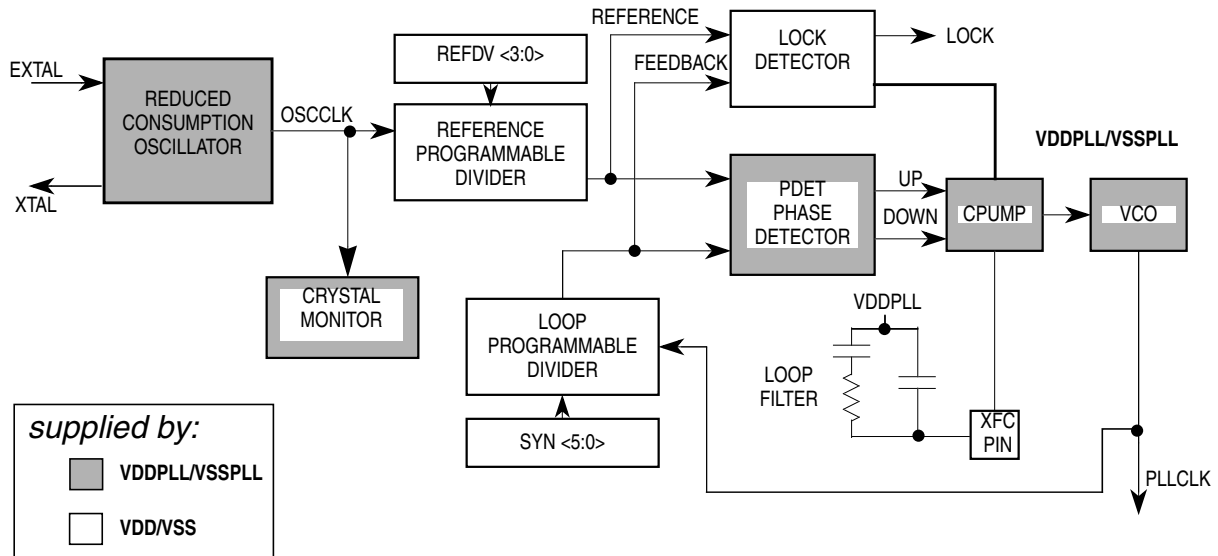 REFERENCE
REFDV <3:0>
LOCK
DETECTOR
LOCK
EXTAL
FEEDBACK
REDUCED
CONSUMPTION
OSCILLATOR
OSCCLK
REFERENCE
PROGRAMMABLE
DIVIDER
VDDPLL/VSSPLL
XTAL
PDET
PHASE
DETECTOR
UP
DOWN
CPUMP
VCO
CRYSTAL
MONITOR
LOOP
PROGRAMMABLE
DIVIDER
VDDPLL
LOOP
FILTER
XFC
PIN
SYN <5:0>
PLLCLK
supplied by:
VDDPLL/VSSPLL
VDD/VSS